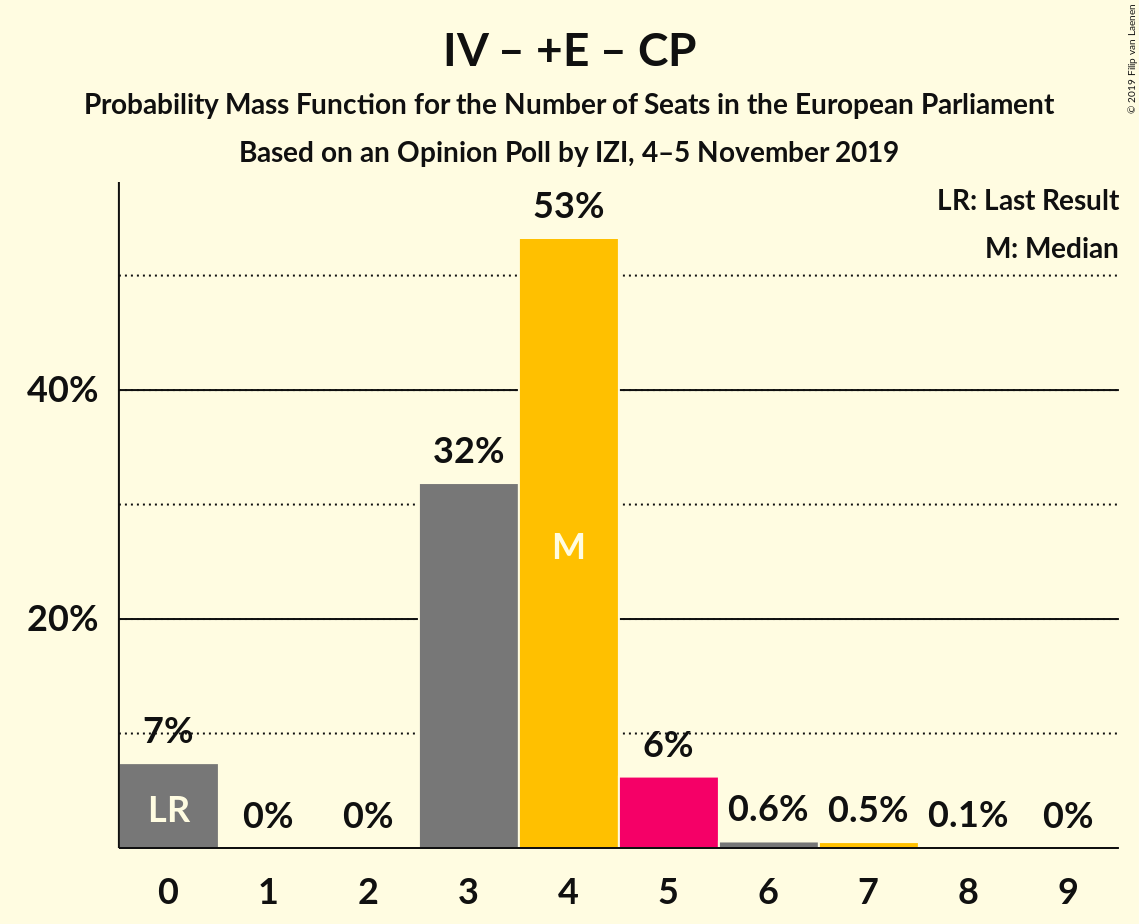 IV – +E – CP
Probability Mass Function for the Number of Seats in the European Parliament
Based on an Opinion Poll by IZI, 4–5 November 2019
© 2019 Filip van Laenen
LR: Last Result
M: Median
53%
40%
32%
M
20%
7%
6%
LR
0%
0%
0.6%
0.5%
0.1%
0%
0 1 2 3 4 5 6 7 8 9